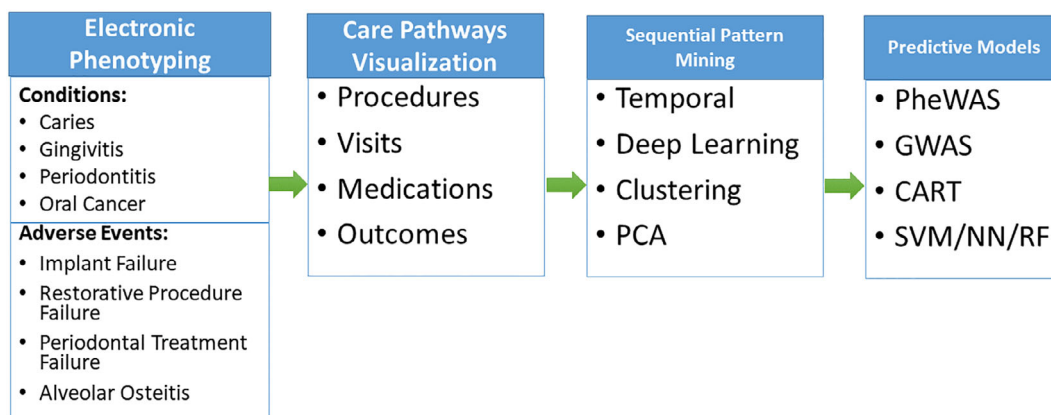 Electronic
Phenotyping
Conditions:
• Caries
• Gingivitis
• Periodontitis
• Oral Cancer
Adverse Events:
• Implant Failure
• Restorative Procedure
Failure
• Periodontal Treatment
Failure
• Alveolar Osteitis
Care Pathways
Visualization
• Procedures
• Visits
• Medications
• Outcomes
Sequential Pattern
Mining
• Temporal
• Deep Learning
• Clustering
• PCA
Predictive Models
• PheWAS
• GWAS
• CART
• SVM/NN/RF